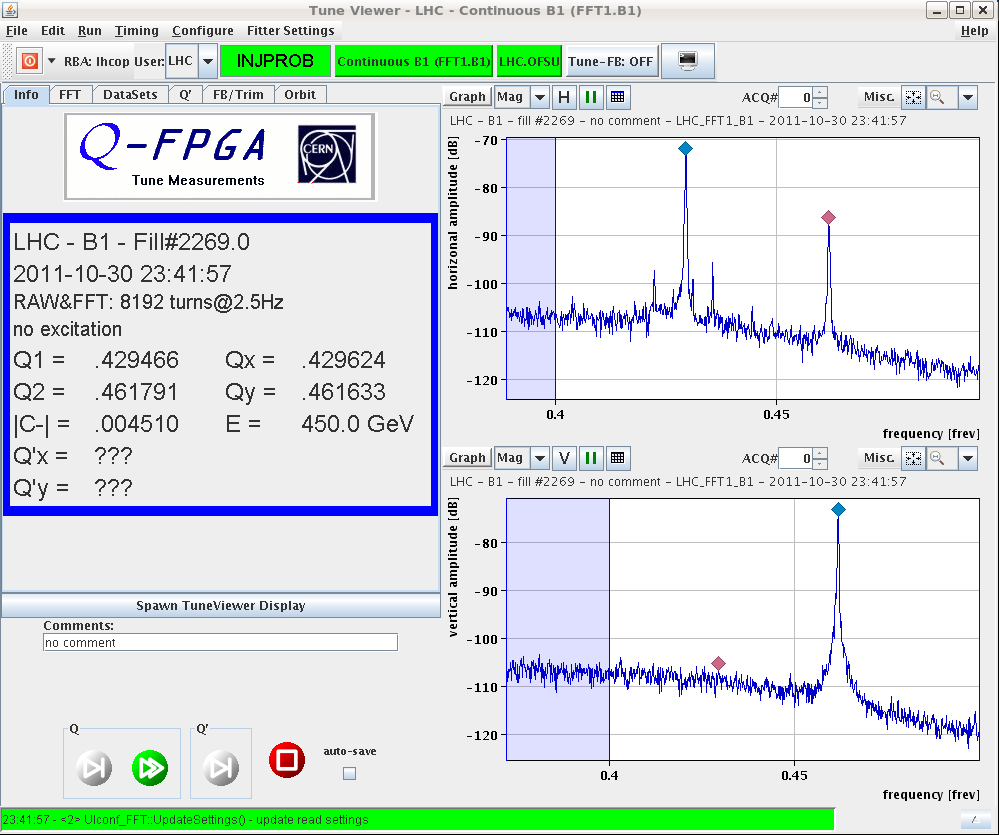 Tune Viewer - LHC - Continuous B1 (FFT1.B1)
File Edit Run Timing Configure Fitter Settings Help
RBA: lhcop User: LHC INJPROB Continuous B1 (FFT1.B1) LHC.OFSU Tune-FB: OFF
Info FFT DataSets Q' FB/Trim Orbit
Q-FPGA
Tune Measurements
CERN
LHC - B1 - Fill#2269.0
2011-10-30 23:41:57
RAW&FFT: 8192 turns@2.5Hz
no excitation
Q1 = .429466 Qx = .429624
Q2 = .461791 Qy = .461633
|C-| = .004510 E = 450.0 GeV
Q'x = ???
Q'y = ???
Spawn TuneViewer Display
Comments:
no comment
Q
Q'
auto-save
Graph Mag H ACQ# 0 Misc.
LHC - B1 - fill #2269 - no comment - LHC_FFT1_B1 - 2011-10-30 23:41:57
horizonal amplitude [dB]
-70
-80
-90
-100
-110
-120
0.4 0.45
frequency [frev]
Graph Mag V ACQ# 0 Misc.
LHC - B1 - fill #2269 - no comment - LHC_FFT1_B1 - 2011-10-30 23:41:57
vertical amplitude [dB]
-80
-90
-100
-110
-120
0.4 0.45
frequency [frev]
23:41:57 - <2> UIconf_FFT::UpdateSettings() - update read settings